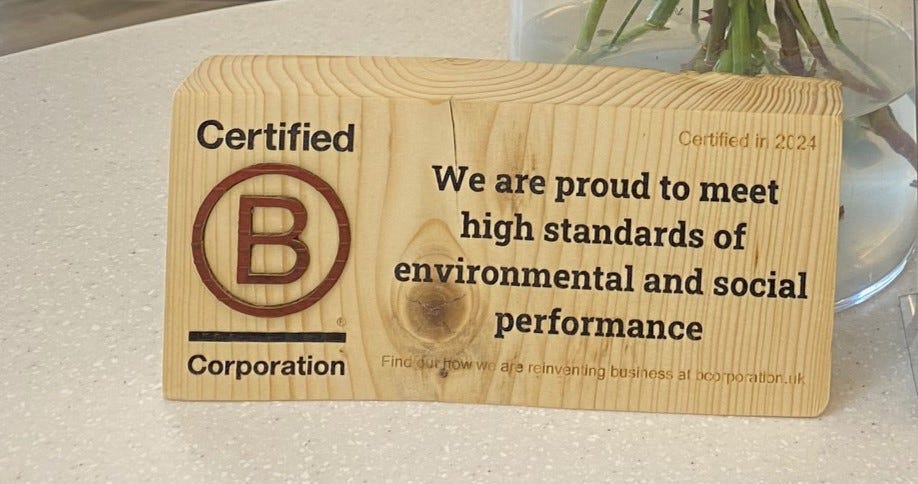 Certified
B
®
Corporation
Certified in 2024
We are proud to meet
high standards of
environmental and social
performance
Find out how we are reinventing business at bcorporation.uk